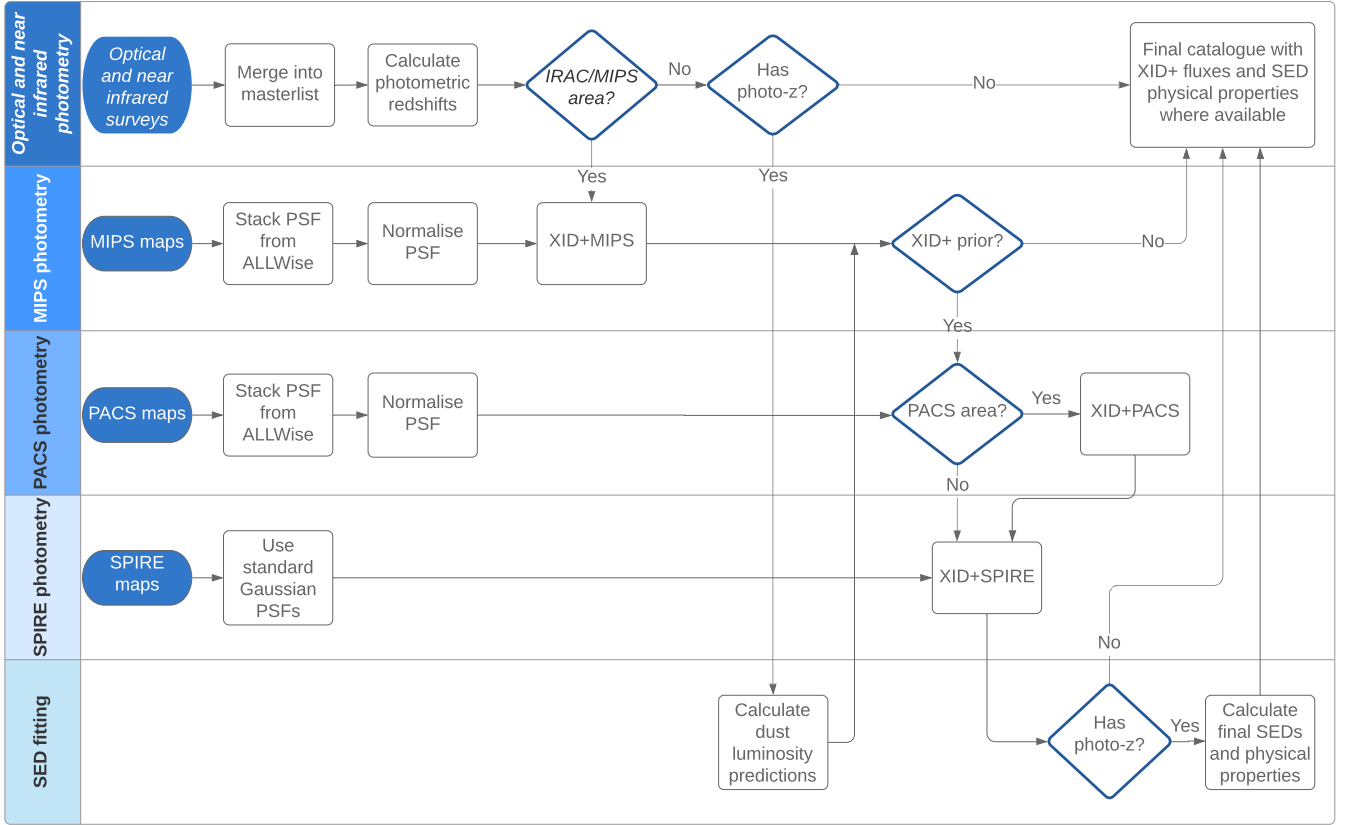 Optical and near
infrared
photometry
Optical
and near
infrared
surveys
Merge into
masterlist
Calculate
photometric
redshifts
IRAC/MIPS
area?
No
Has
photo-z?
No
Final catalogue with
XID+ fluxes and SED
physical properties
where available
Yes
Yes
MIPS photometry
MIPS maps
Stack PSF
from
ALLWise
Normalise
PSF
XID+MIPS
XID+ prior?
No
Yes
PACS photometry
PACS maps
Stack PSF
from
ALLWise
Normalise
PSF
PACS area?
Yes
XID+PACS
No
SPIRE photometry
SPIRE
maps
Use
standard
Gaussian
PSFs
XID+SPIRE
No
SED fitting
Calculate
dust
luminosity
predictions
Has
photo-z?
Yes
Calculate
final SEDs
and physical
properties